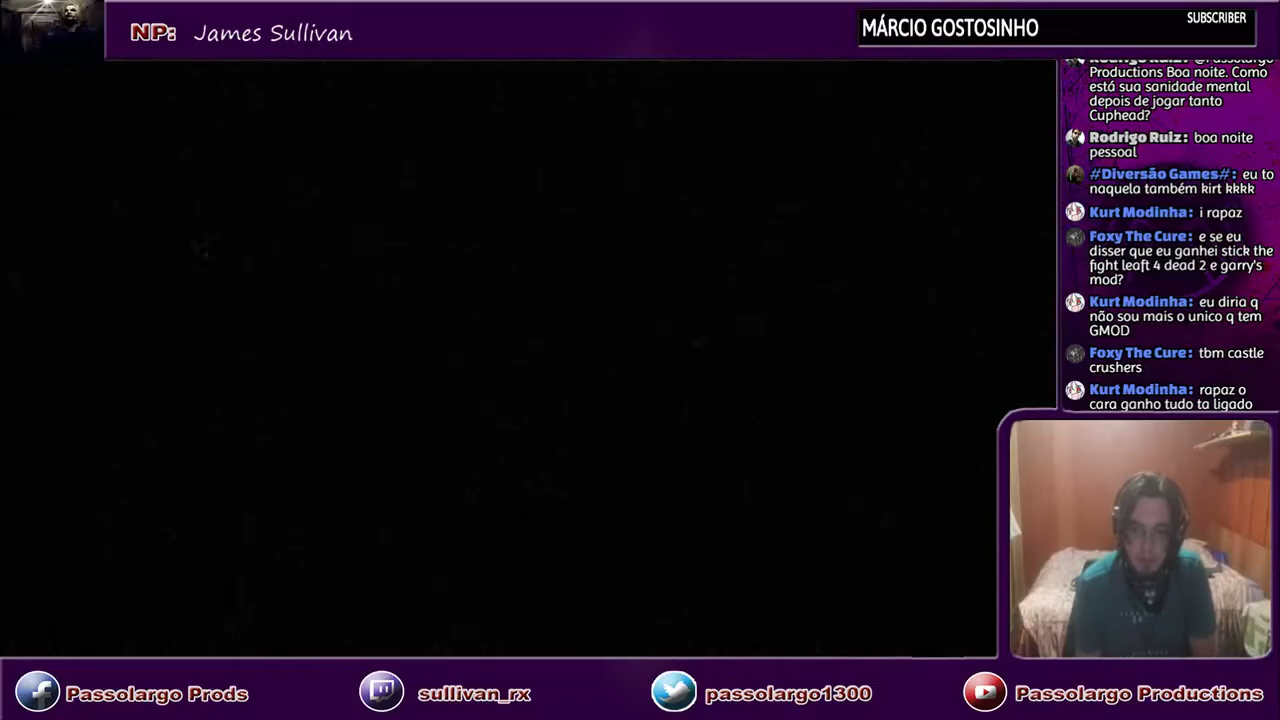 NP: James Sullivan
MÁRCIO GOSTOSINHO
SUBSCRIBER
Rodrigo Ruiz: @Passolargo
Productions Boa noite. Como
está sua sanidade mental
depois de jogar tanto
Cuphead?
Rodrigo Ruiz: boa noite
pessoal
#Diversão Games#: eu to
naquela também kirt kkkk
Kurt Modinha: i rapaz
Foxy The Cure: e se eu
disser que eu ganhei stick the
fight leaft 4 dead 2 e garry's
mod?
Kurt Modinha: eu diria q
não sou mais o unico q tem
GMOD
Foxy The Cure: tbm castle
crushers
Kurt Modinha: rapaz o
cara ganho tudo ta ligado
Passolargo Prods
sullivan_rx
passolargo1300
Passolargo Productions